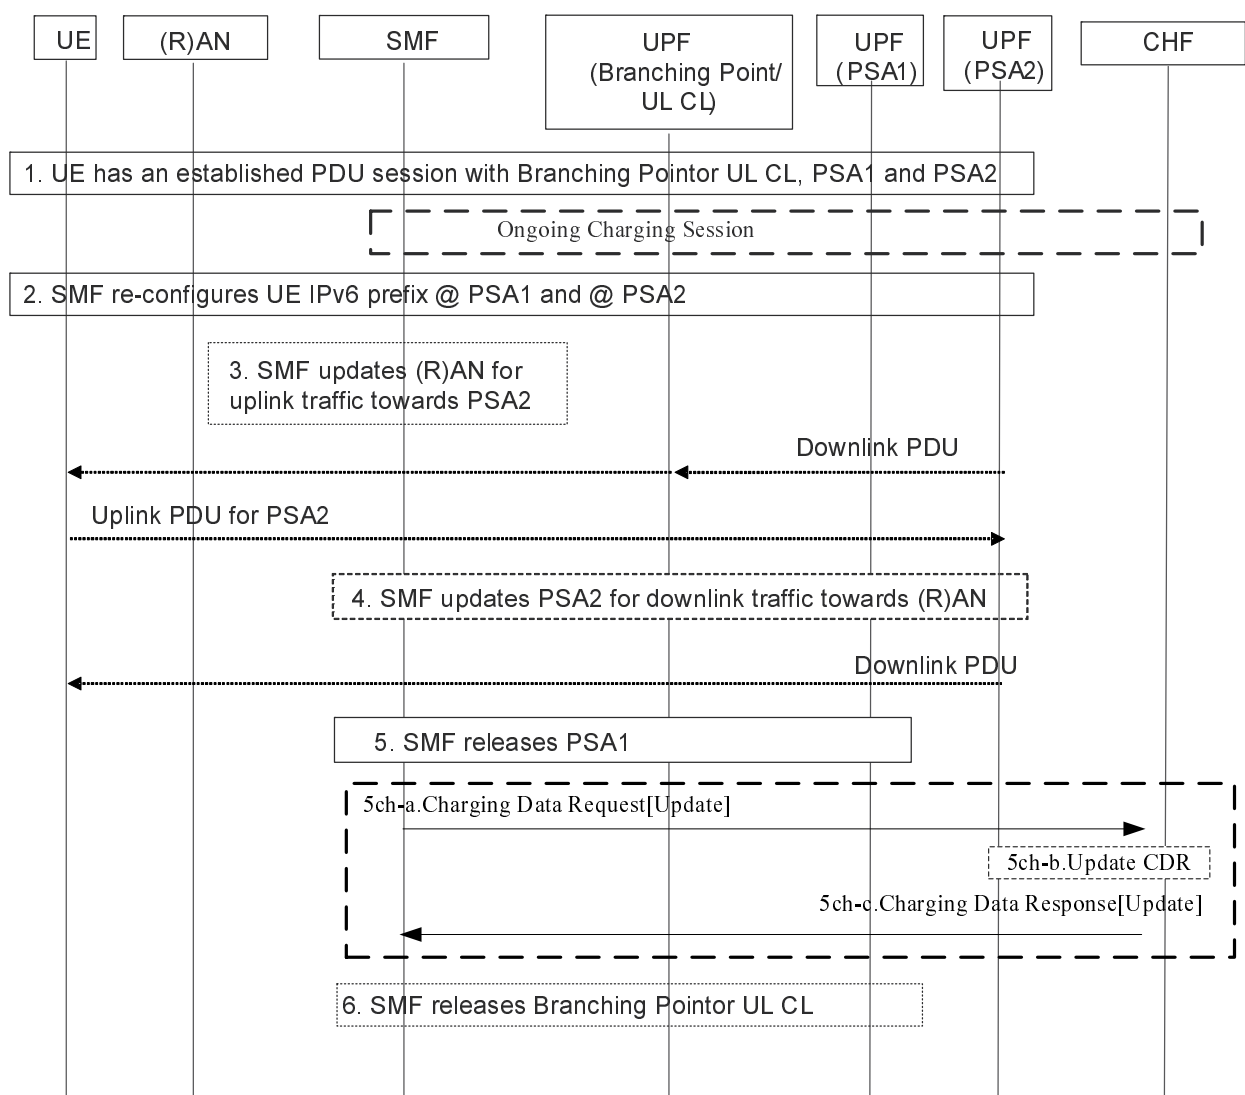 UE
(R)AN
SMF
UPF
(Branching Point/
UL CL)
UPF
(PSA1)
UPF
(PSA2)
CHF
1. UE has an established PDU session with Branching Pointor UL CL, PSA1 and PSA2
Ongoing Charging Session
2. SMF re-configures UE IPv6 prefix @ PSA1 and @ PSA2
3. SMF updates (R)AN for
uplink traffic towards PSA2
Downlink PDU
Uplink PDU for PSA2
4. SMF updates PSA2 for downlink traffic towards (R)AN
Downlink PDU
5. SMF releases PSA1
5ch-a.Charging Data Request[Update]
5ch-b.Update CDR
5ch-c.Charging Data Response[Update]
6. SMF releases Branching Pointor UL CL